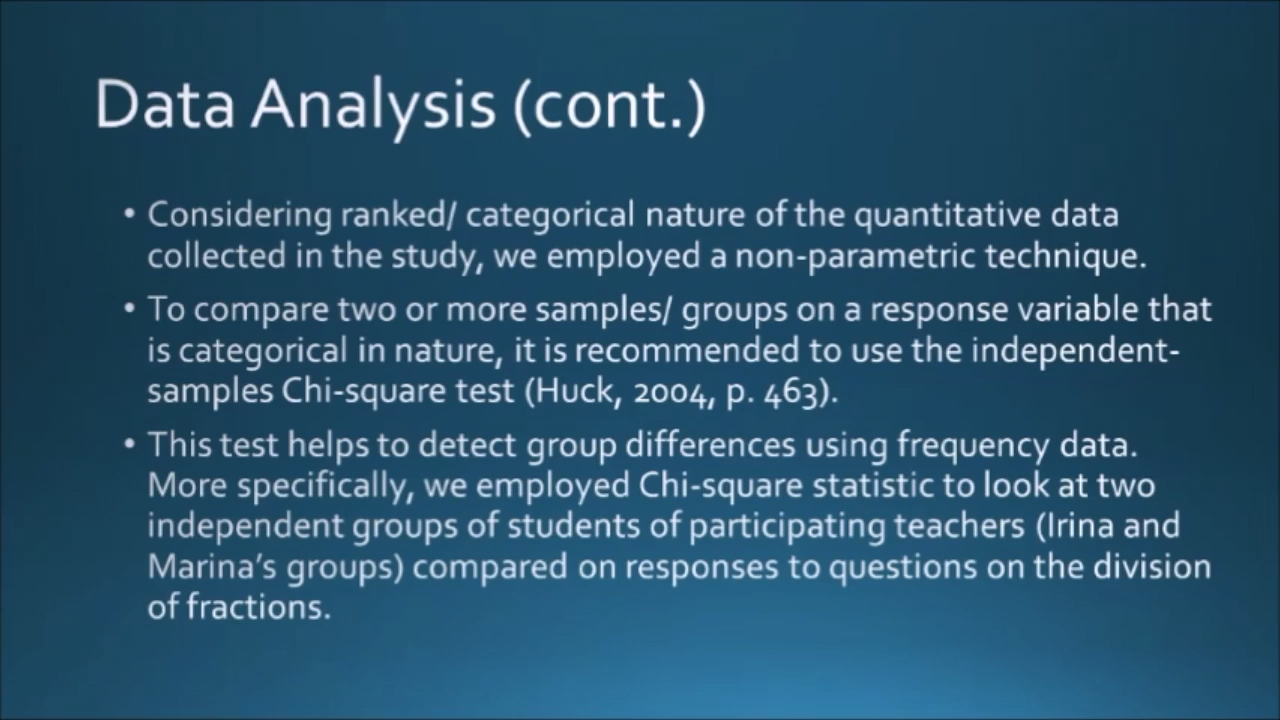 Data Analysis (cont.)
• Considering ranked/ categorical nature of the quantitative data
collected in the study, we employed a non-parametric technique.
• To compare two or more samples/ groups on a response variable that
is categorical in nature, it is recommended to use the independent-
samples Chi-square test (Huck, 2004, p. 463).
• This test helps to detect group differences using frequency data.
More specifically, we employed Chi-square statistic to look at two
independent groups of students of participating teachers (Irina and
Marina's groups) compared on responses to questions on the division
of fractions.